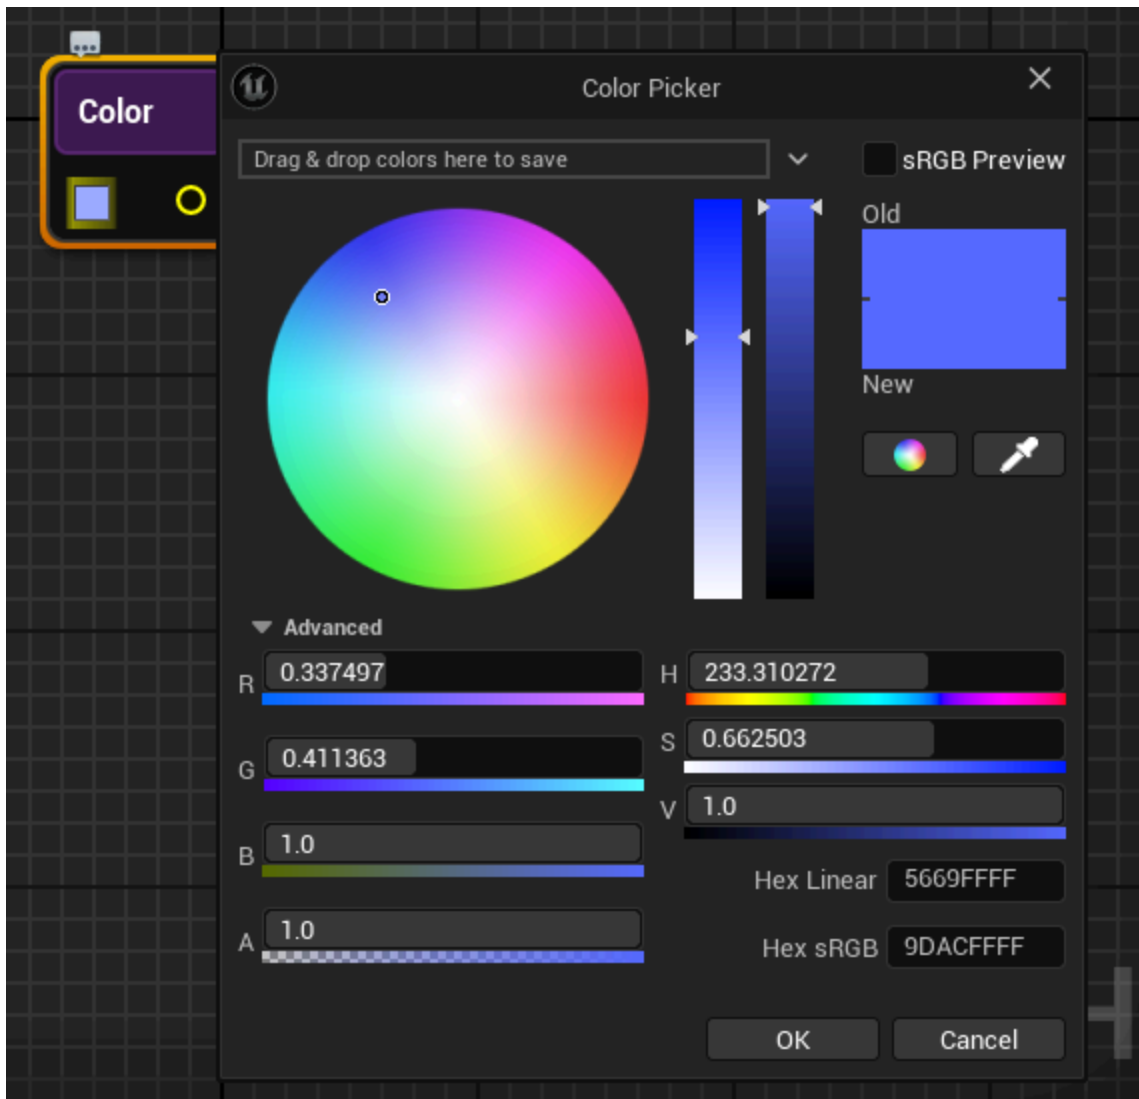 Color
Color Picker
Drag & drop colors here to save
sRGB Preview
Old
New
Advanced
R 0.337497
G 0.411363
B 1.0
A 1.0
H 233.310272
S 0.662503
V 1.0
Hex Linear 5669FFFF
Hex sRGB 9DACFFFF
OK
Cancel